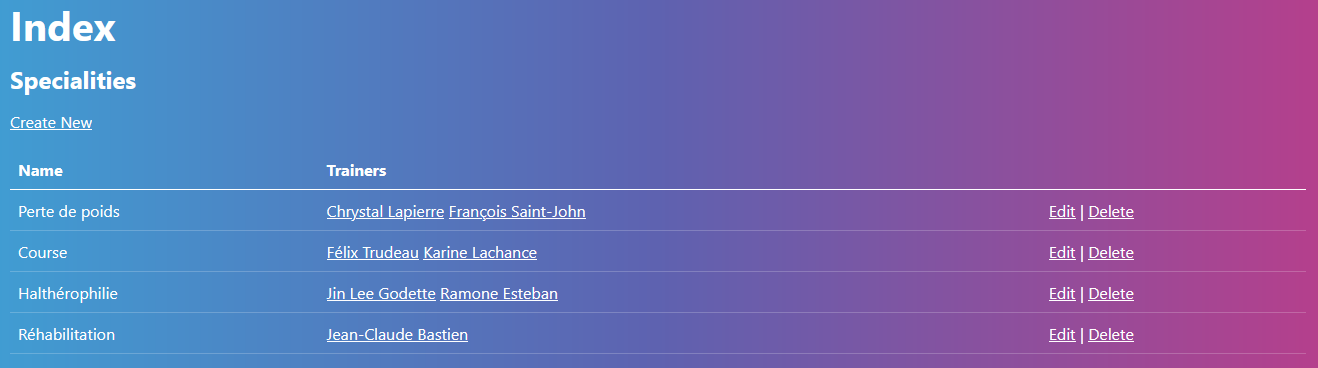 Index
Specialities
Create New
Name Trainers
Perte de poids Chrystal Lapierre François Saint-John Edit | Delete
Course Félix Trudeau Karine Lachance Edit | Delete
Halthérophilie Jin Lee Godette Ramone Esteban Edit | Delete
Réhabilitation Jean-Claude Bastien Edit | Delete